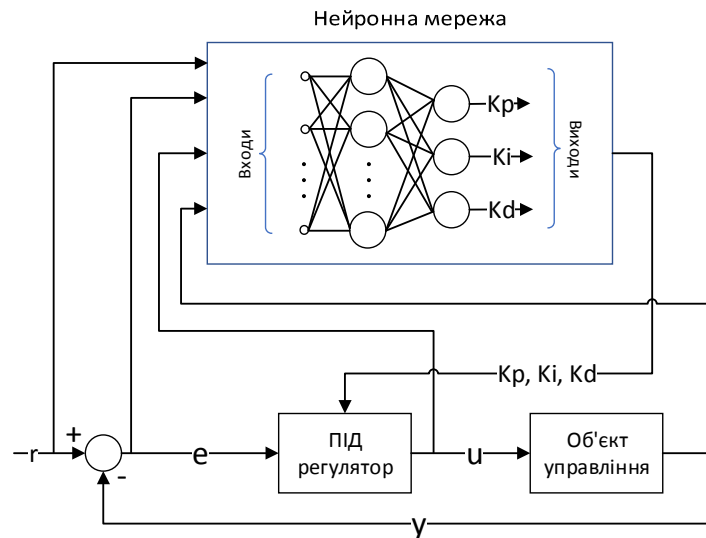 Нейронна мережа
Входи
Kp
Ki
Kd
Виходи
Kp, Ki, Kd
r
+
-
e
ПІД
регулятор
u
Об'єкт
управління
y